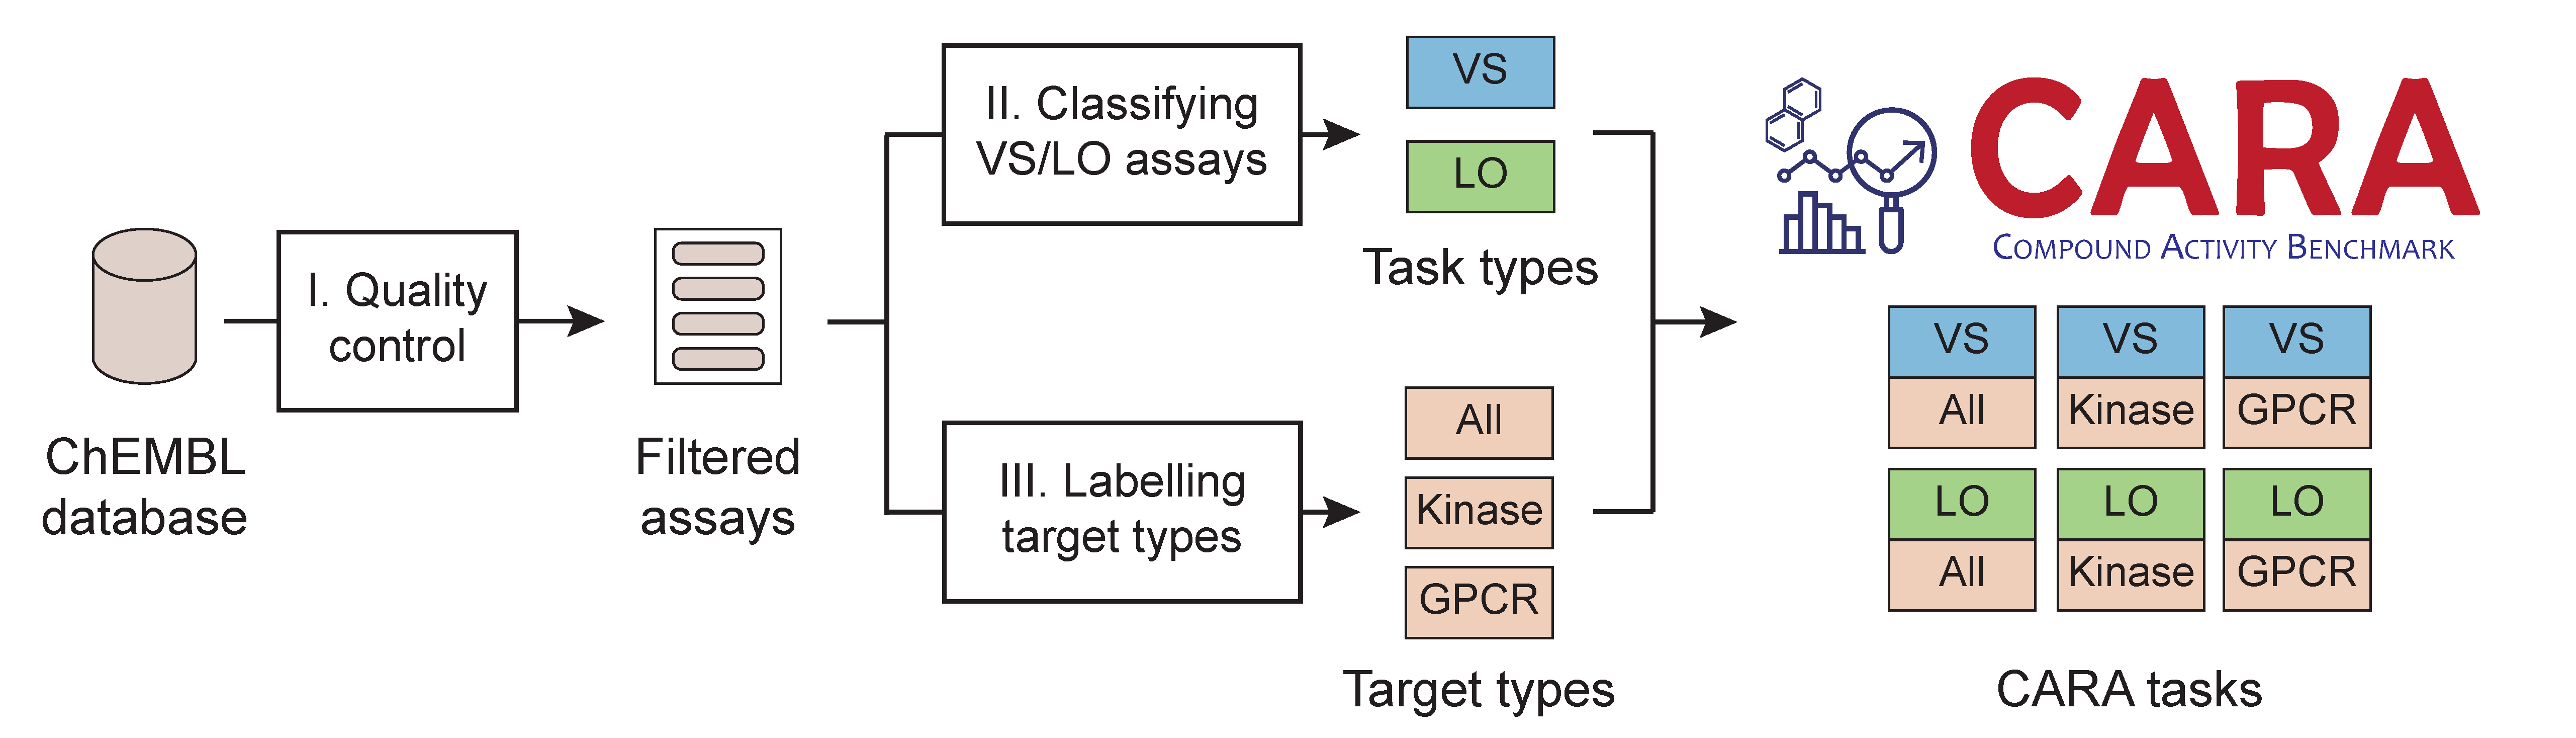 ChEMBL
database
I. Quality
control
Filtered
assays
II. Classifying
VS/LO assays
VS
LO
Task types
III. Labelling
target types
All
Kinase
GPCR
Target types
CARA
COMPOUND ACTIVITY BENCHMARK
VS VS VS
All Kinase GPCR
LO LO LO
All Kinase GPCR
CARA tasks